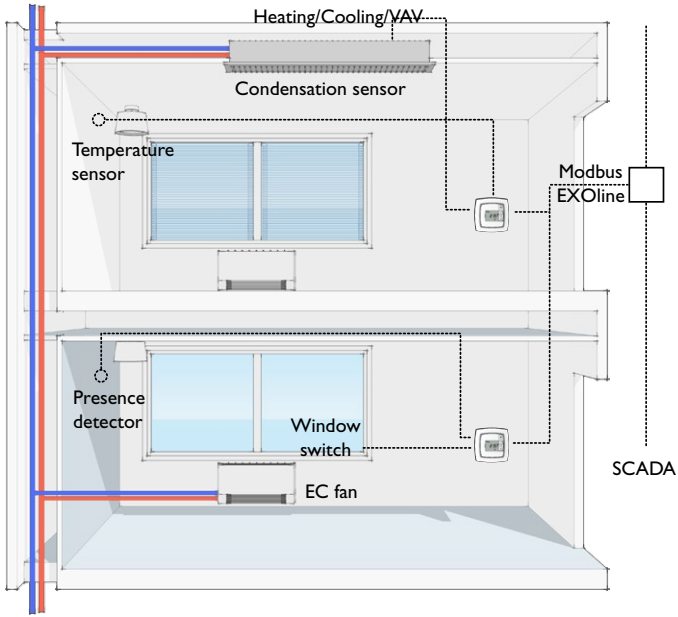 Heating/Cooling/VAV
Condensation sensor
Temperature
sensor
Modbus
EXOline
Presence
detector
Window
switch
SCADA
EC fan